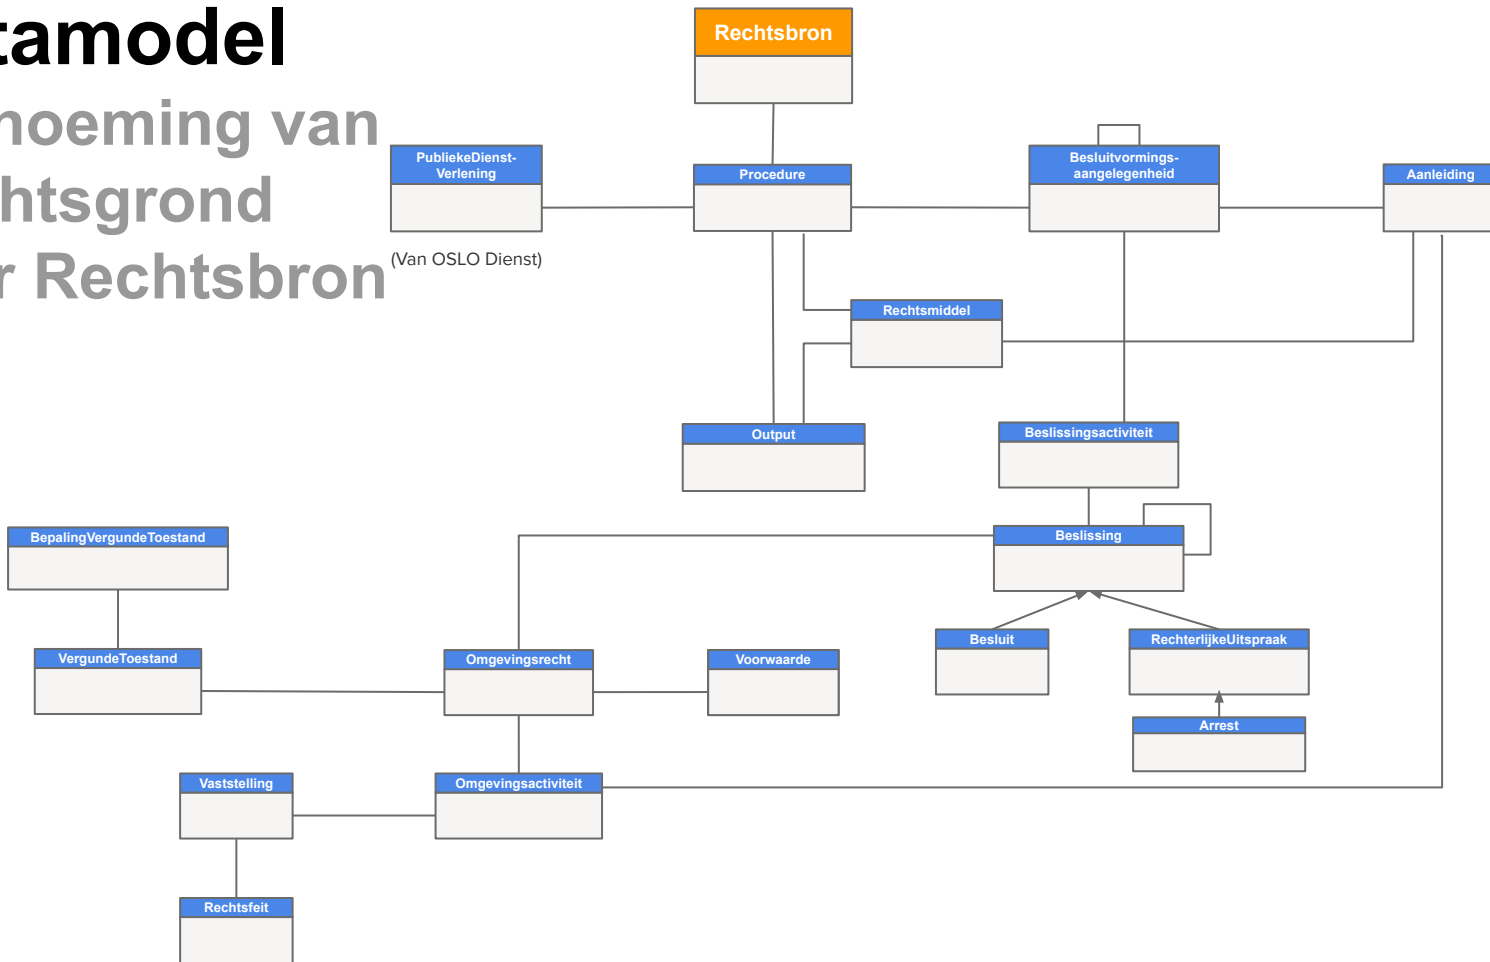 tamodel
noeming van
htsgrond
r Rechtsbron
Rechtsbron
PubliekeDienst-
Verlening
(Van OSLO Dienst)
Procedure
Besluitvormings-
aangelegenheid
Aanleiding
Rechtsmiddel
Output
Beslissingsactiviteit
BepalingVergundeToestand
Beslissing
VergundeToestand
Omgevingsrecht
Voorwaarde
Besluit
RechterlijkeUitspraak
Arrest
Vaststelling
Omgevingsactiviteit
Rechtsfeit